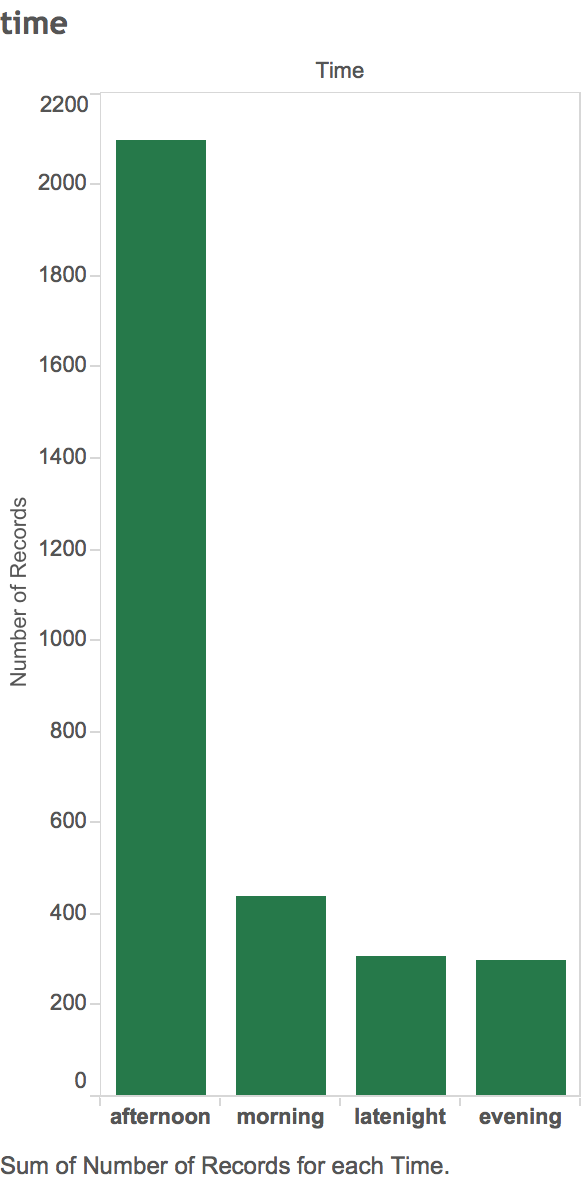 time
Time
2200
2000
1800
1600
1400
1200
1000
800
600
400
200
0
Number of Records
afternoon morning latenight evening
Sum of Number of Records for each Time.